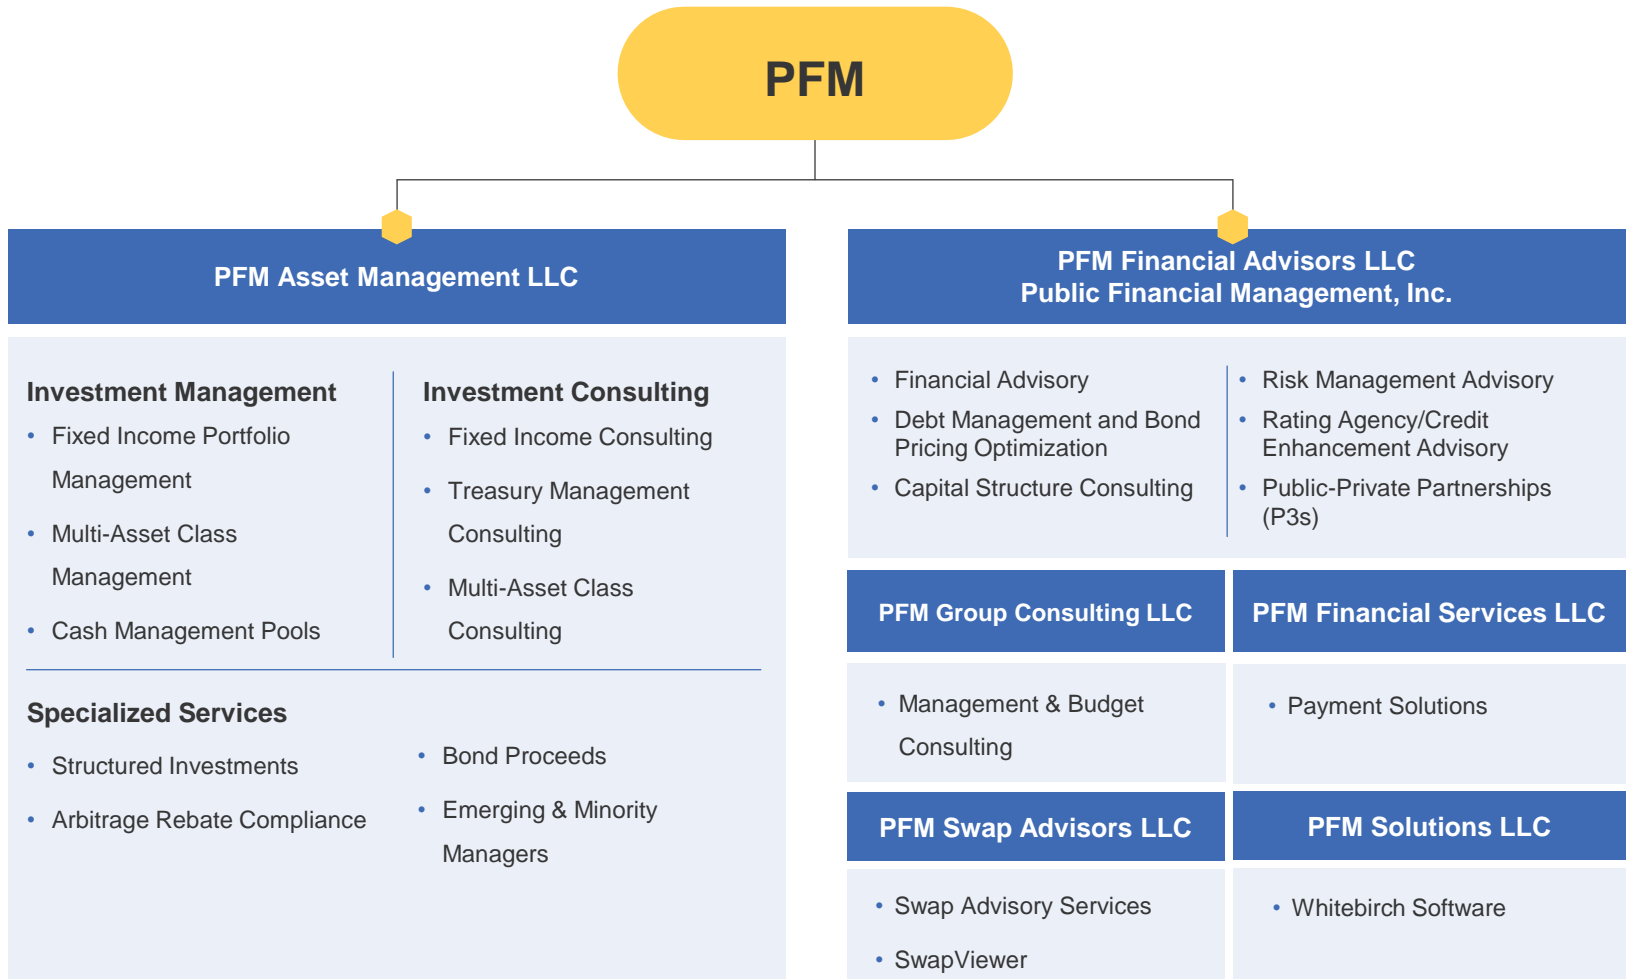 PFM
PFM Asset Management LLC
Investment Management
• Fixed Income Portfolio
Management
• Multi-Asset Class
Management
• Cash Management Pools
Investment Consulting
• Fixed Income Consulting
• Treasury Management
Consulting
• Multi-Asset Class
Consulting
Specialized Services
• Structured Investments
• Arbitrage Rebate Compliance
• Bond Proceeds
• Emerging & Minority
Managers
PFM Financial Advisors LLC
Public Financial Management, Inc.
• Financial Advisory
• Debt Management and Bond
Pricing Optimization
• Capital Structure Consulting
• Risk Management Advisory
• Rating Agency/Credit
Enhancement Advisory
• Public-Private Partnerships
(P3s)
PFM Group Consulting LLC
• Management & Budget
Consulting
PFM Financial Services LLC
• Payment Solutions
PFM Swap Advisors LLC
• Swap Advisory Services
• SwapViewer
PFM Solutions LLC
• Whitebirch Software